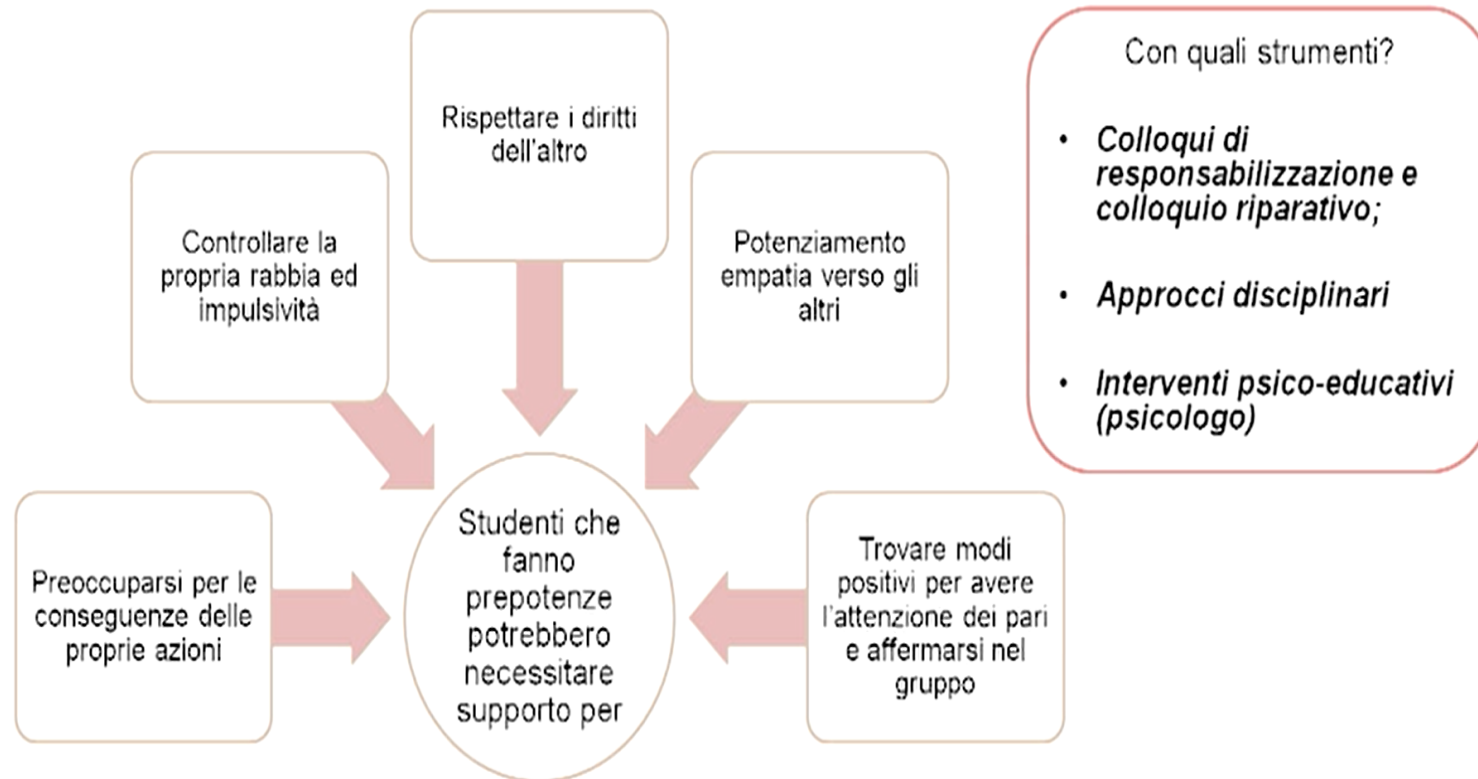 Rispettare i diritti
dell'altro
Controllare la
propria rabbia ed
impulsività
Potenziamento
empatia verso gli
altri
Preoccuparsi per le
conseguenze delle
proprie azioni
Studenti che
fanno
prepotenze
potrebbero
necessitare
supporto per
Trovare modi
positivi per avere
l'attenzione dei pari
e affermarsi nel
gruppo
Con quali strumenti?
• Colloqui di
responsabilizzazione e
colloquio riparativo;
• Approcci disciplinari
• Interventi psico-educativi
(psicologo)